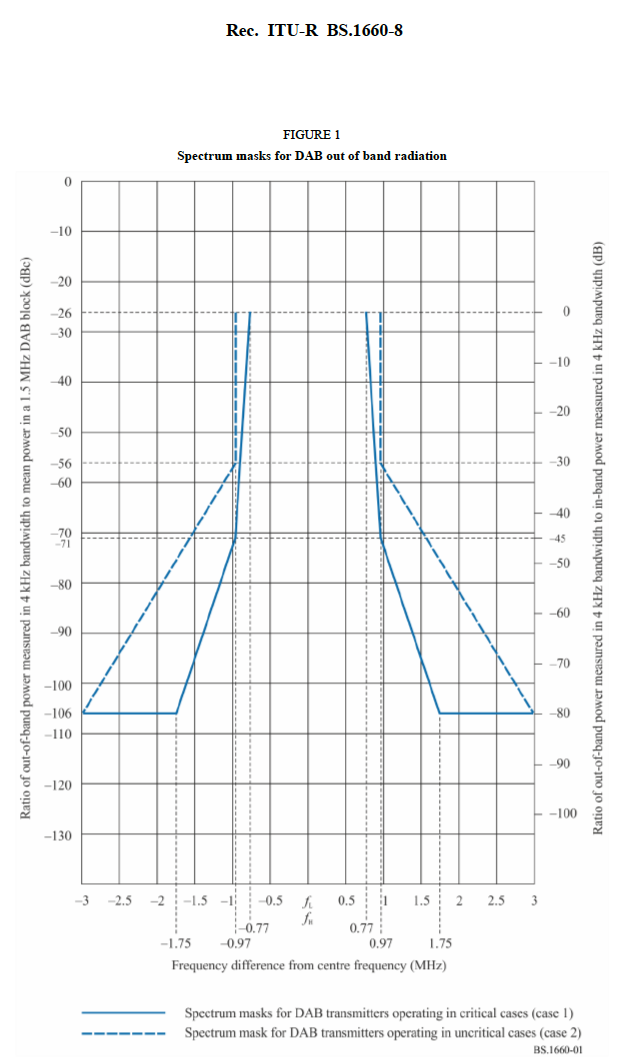 Rec. ITU-R BS.1660-8
FIGURE 1
Spectrum masks for DAB out of band radiation
Ratio of out-of-band power measured in 4 kHz bandwidth to mean power in a 1.5 MHz DAB block (dBc)
0
–10
–20
–26
–30
–40
–50
–56
–60
–70
–71
–80
–90
–100
–106
–110
–120
–130
0
–10
–20
–30
–40
–45
–50
–60
–70
–80
–90
–100
Ratio of out-of-band power measured in 4 kHz bandwidth to in-band power measured in 4 kHz bandwidth (dB)
–3 –2.5 –2 –1.5 –1 –0.5 fL 0.5 1 1.5 2 2.5 3
fH
–0.77 0.77
–1.75 –0.97 0.97 1.75
Frequency difference from centre frequency (MHz)
Spectrum masks for DAB transmitters operating in critical cases (case 1)
Spectrum mask for DAB transmitters operating in uncritical cases (case 2)
BS.1660-01